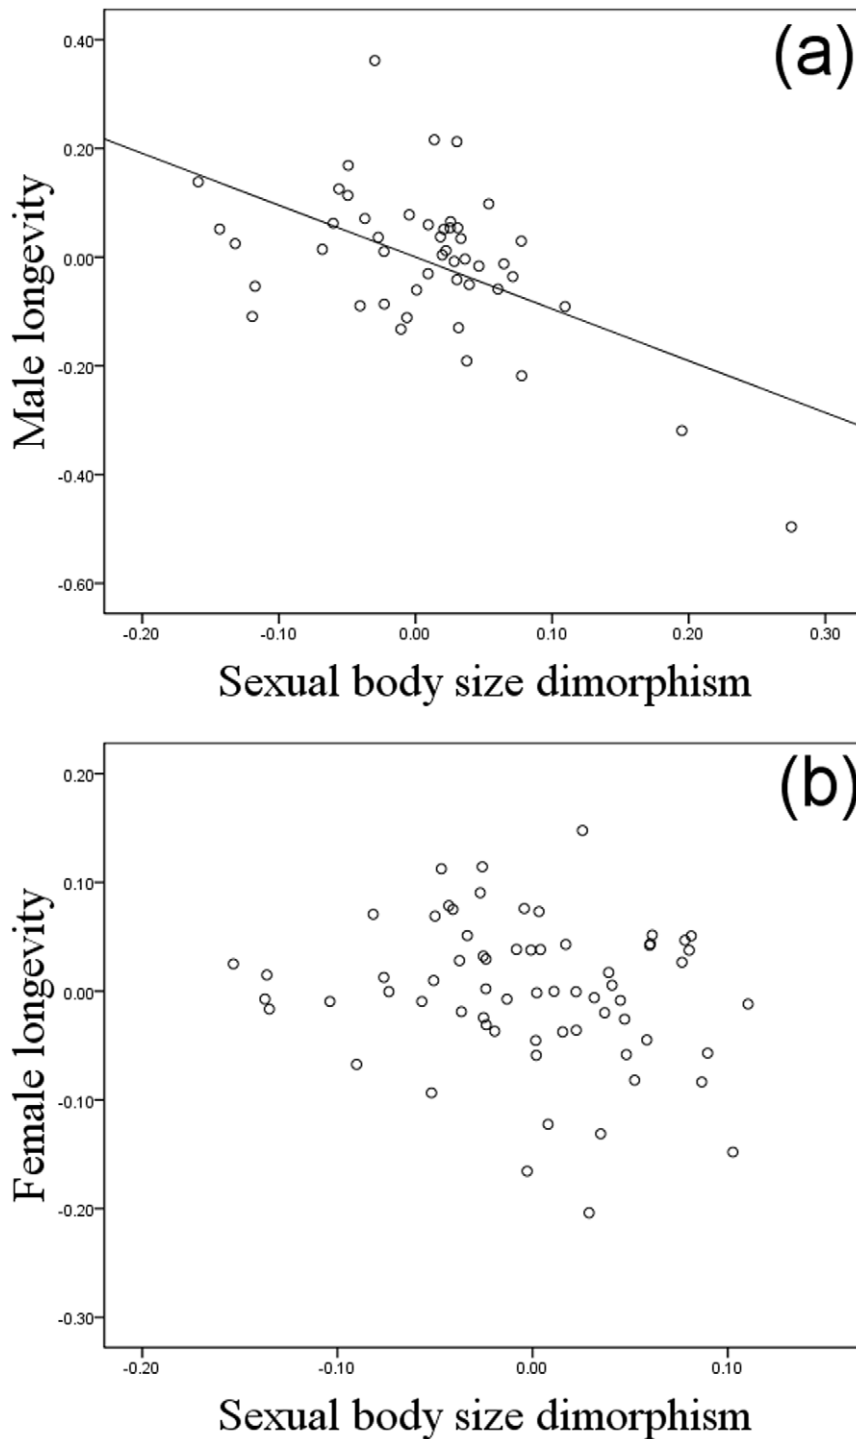 (a)
0.40
0.20
0.00
-0.20
-0.40
-0.60
Male longevity
-0.20 -0.10 0.00 0.10 0.20 0.30
Sexual body size dimorphism
(b)
0.20
0.10
0.00
-0.10
-0.20
-0.30
Female longevity
-0.20 -0.10 0.00 0.10
Sexual body size dimorphism